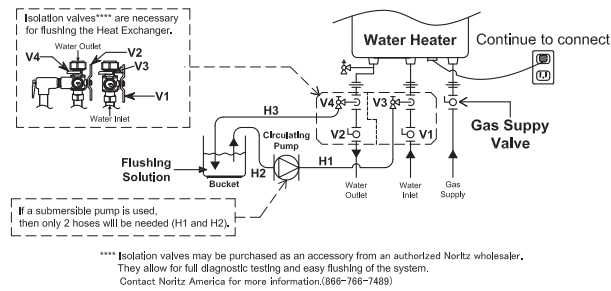 Isolation valves**** are necessary
for flushing the Heat Exchanger.
Water Outlet
V4
V2
V3
V1
Water Inlet
Water Heater
Continue to connect
H3
V4
V3
V2
V1
Gas Suppy
Valve
Circulating
Pump
H1
H2
Flushing
Solution
Bucket
Water
Outlet
Water
Inlet
Gas
Supply
If a submersible pump is used,
then only 2 hoses will be needed (H1 and H2).
**** Isolation valves may be purchased as an accessory from an authorized Noritz wholesaler.
They allow for full diagnostic testing and easy flushing of the system.
Contact Noritz America for more information.(866-766-7489)